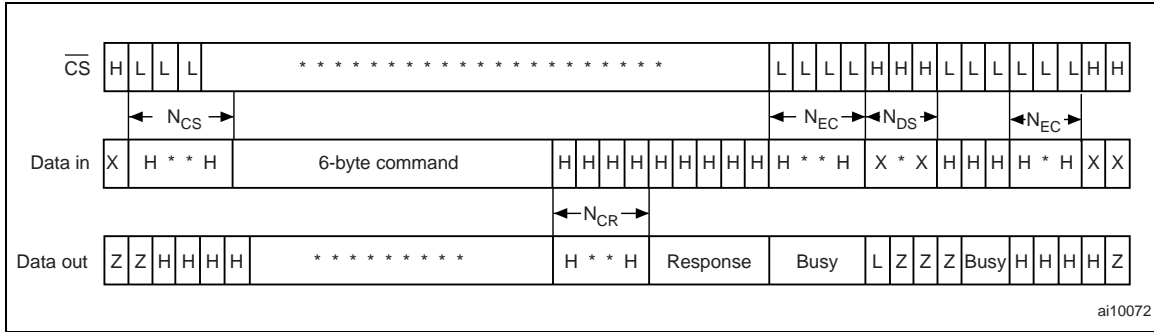 CS H L L L * * * * * * * * * * * * * * * * * * * * * L L L L H H H L L L L L L H H
N_CS N_EC N_DS N_EC
Data in X H * * H 6-byte command H H H H H H H H H H * * H X * X H H H H * H X X
N_CR
Data out Z Z H H H H * * * * * * * * * H * * H Response Busy L Z Z Z Busy H H H H Z
ai10072